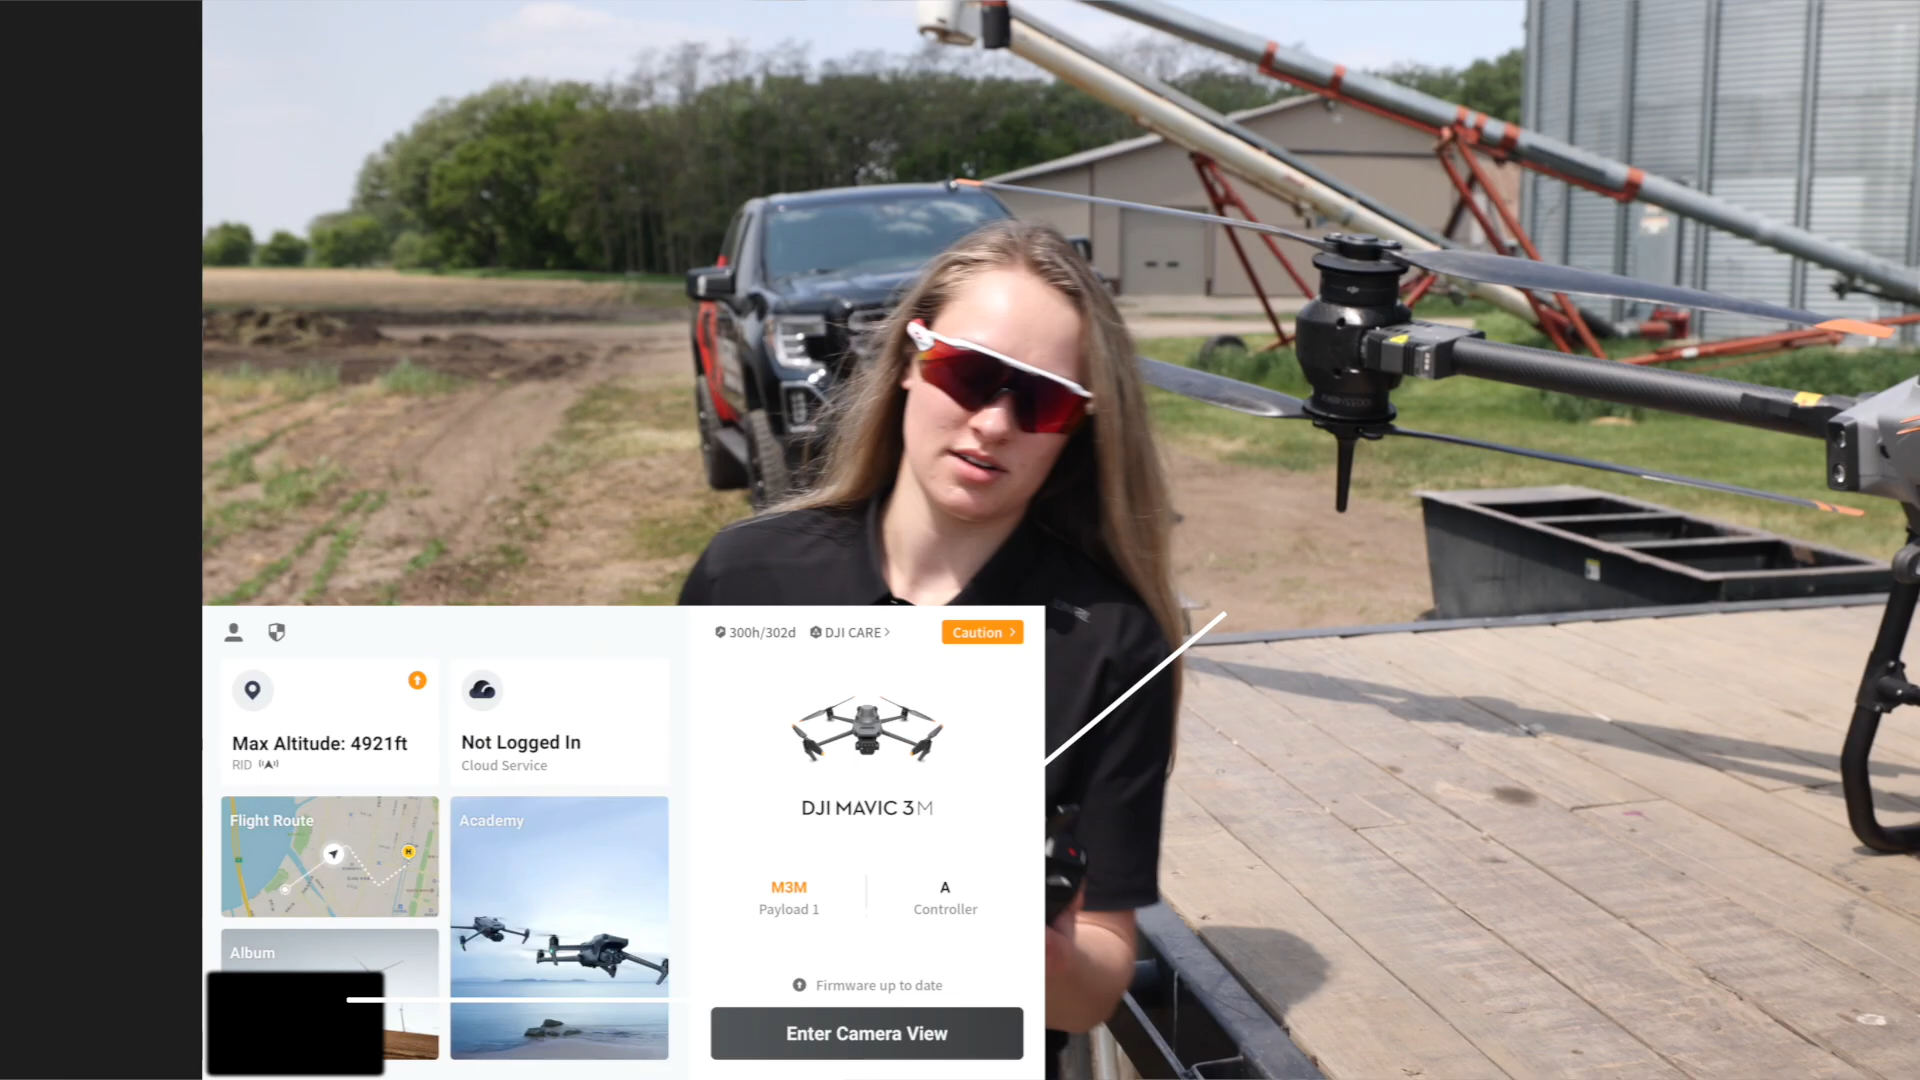 300h/302d
DJI CARE
Caution
Max Altitude: 4921ft
RID
Not Logged In
Cloud Service
DJI MAVIC 3M
Flight Route
Academy
M3M
Payload 1
A
Controller
Album
Firmware up to date
Enter Camera View